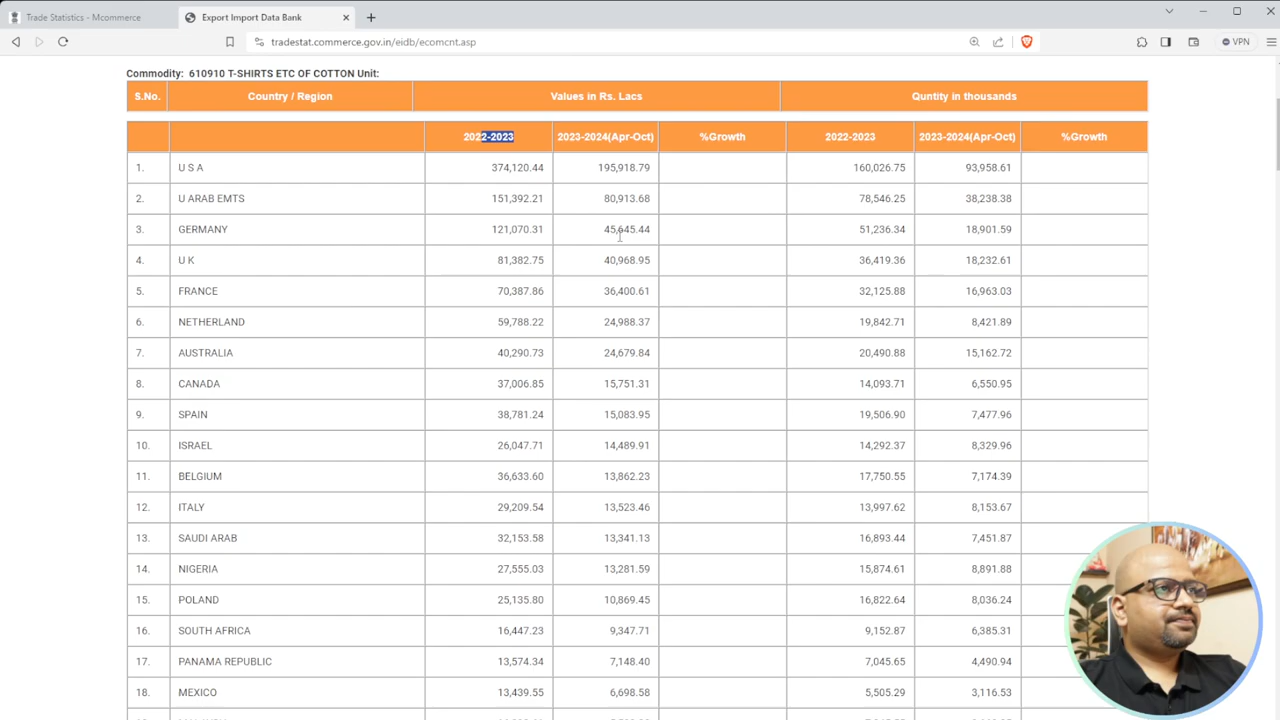 Trade Statistics - Mcommerce
Export Import Data Bank
tradestat.commerce.gov.in/eidb/ecomcnt.asp
VPN
Commodity: 610910 T-SHIRTS ETC OF COTTON Unit:
S.No. Country / Region Values in Rs. Lacs Quntity in thousands
2022-2023 2023-2024(Apr-Oct) %Growth 2022-2023 2023-2024(Apr-Oct) %Growth
1. U S A 374,120.44 195,918.79 160,026.75 93,958.61
2. U ARAB EMTS 151,392.21 80,913.68 78,546.25 38,238.38
3. GERMANY 121,070.31 45,645.44 51,236.34 18,901.59
4. U K 81,382.75 40,968.95 36,419.36 18,232.61
5. FRANCE 70,387.86 36,400.61 32,125.88 16,963.03
6. NETHERLAND 59,788.22 24,988.37 19,842.71 8,421.89
7. AUSTRALIA 40,290.73 24,679.84 20,490.88 15,162.72
8. CANADA 37,006.85 15,751.31 14,093.71 6,550.95
9. SPAIN 38,781.24 15,083.95 19,506.90 7,477.96
10. ISRAEL 26,047.71 14,489.91 14,292.37 8,329.96
11. BELGIUM 36,633.60 13,862.23 17,750.55 7,174.39
12. ITALY 29,209.54 13,523.46 13,997.62 8,153.67
13. SAUDI ARAB 32,153.58 13,341.13 16,893.44 7,451.87
14. NIGERIA 27,555.03 13,281.59 15,874.61 8,891.88
15. POLAND 25,135.80 10,869.45 16,822.64 8,036.24
16. SOUTH AFRICA 16,447.23 9,347.71 9,152.87 6,385.31
17. PANAMA REPUBLIC 13,574.34 7,148.40 7,045.65 4,490.94
18. MEXICO 13,439.55 6,698.58 5,505.29 3,116.53